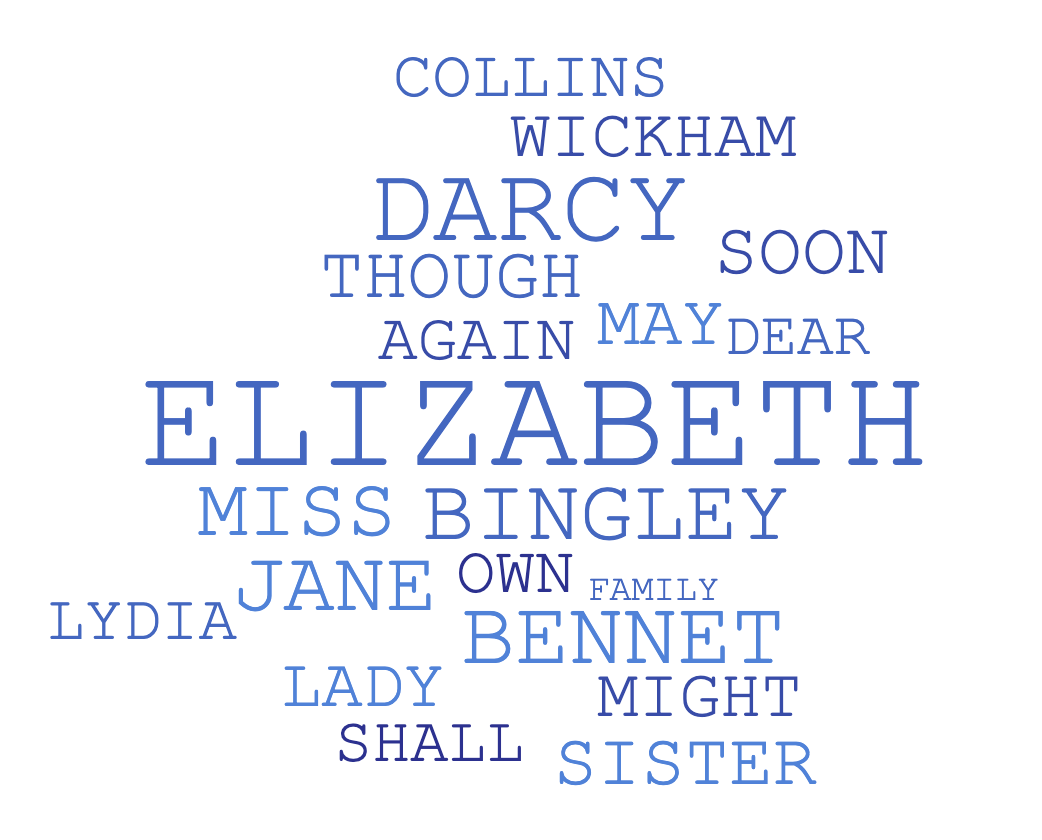 COLLINS
WICKHAM
DARCY
SOON
THOUGH
MAY
DEAR
AGAIN
ELIZABETH
MISS BINGLEY
OWN
JANE
FAMILY
LYDIA
BENNET
LADY
MIGHT
SHALL
SISTER